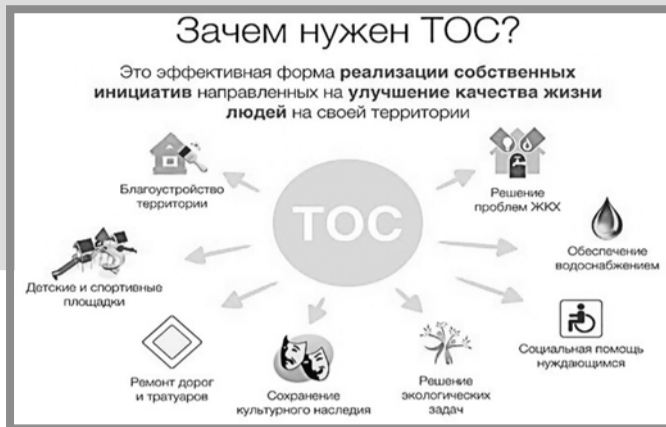 Зачем нужен ТОС?
Это эффективная форма реализации собственных
инициатив направленных на улучшение качества жизни
людей на своей территории
Благоустройство
территории
ТОС
Решение
проблем ЖКХ
Детские и спортивные
площадки
Обеспечение
водоснабжением
Ремонт дорог
и тратуаров
Сохранение
культурного наследия
Решение
экологических
задач
Социальная помощь
нуждающимся